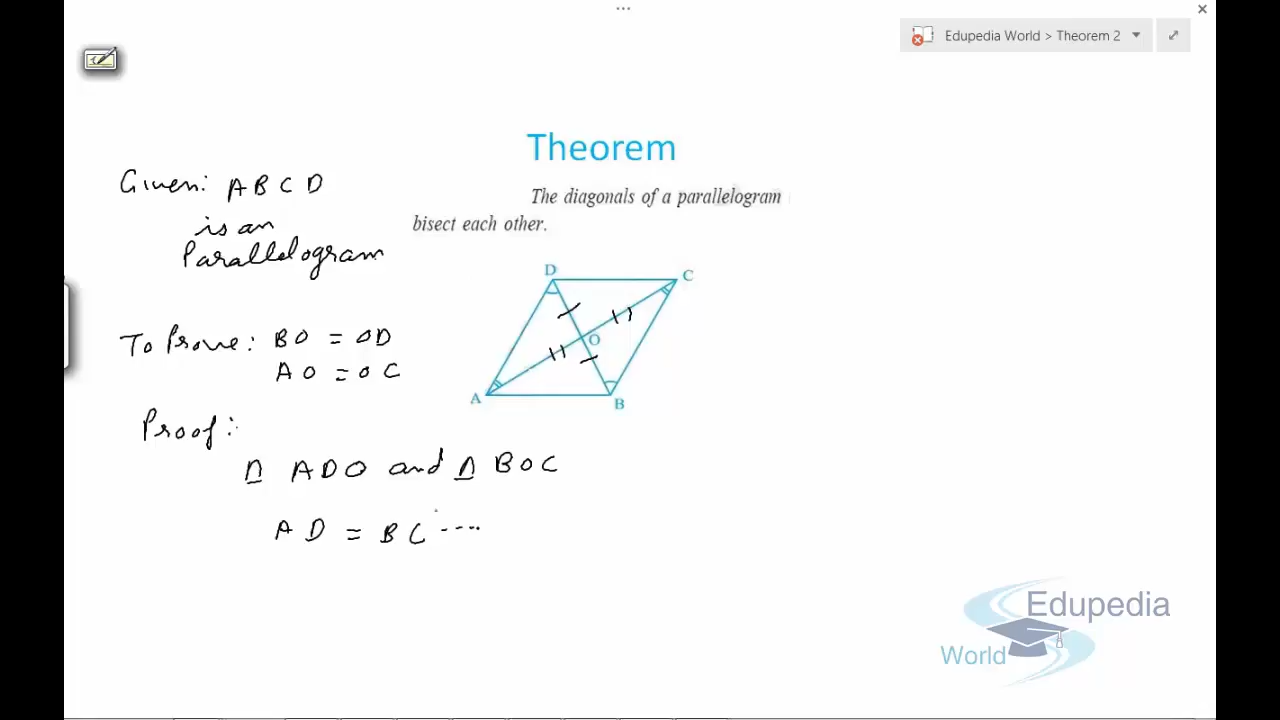 Edupedia World > Theorem 2
Theorem
Given: A B C D
is an
Parallelogram
The diagonals of a parallelogram
bisect each other.
D
C
O
A
B
To Prove: BO = OD
AO = OC
Proof:
Δ ADO and Δ BOC
AD = BC ----
Edupedia
World